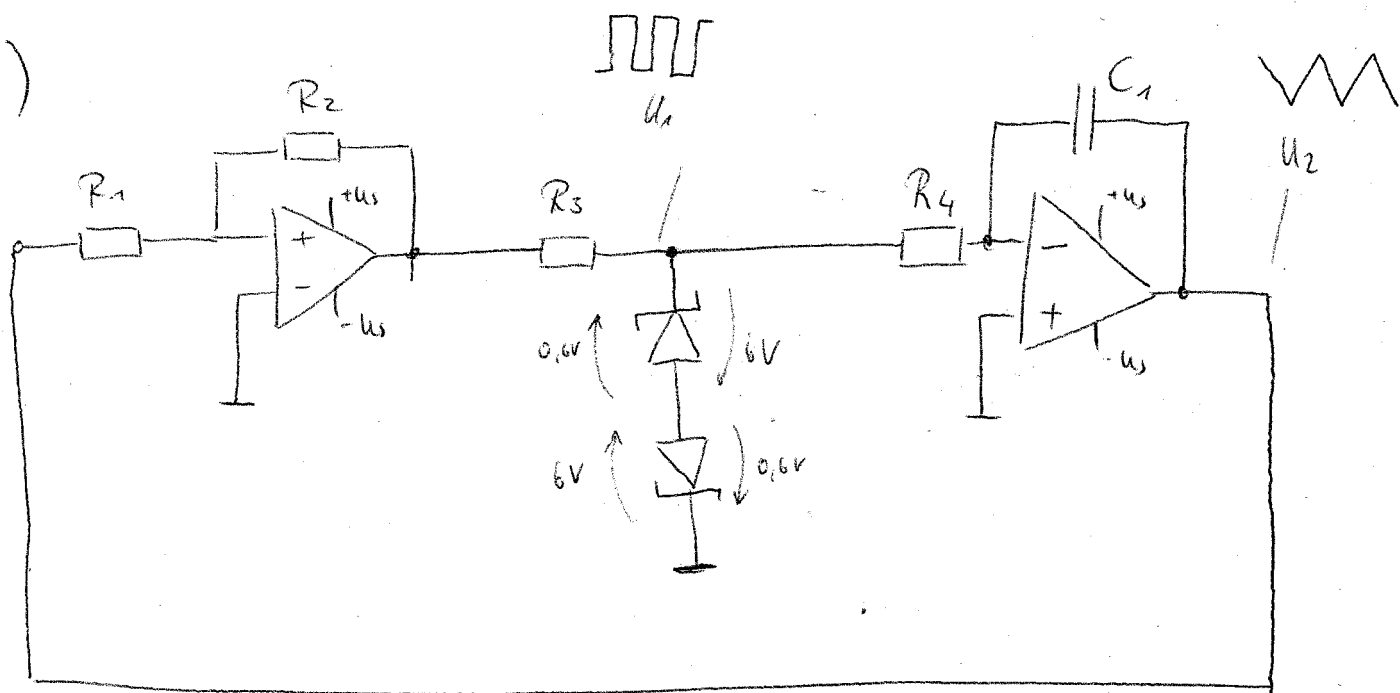 )
U₁
R₂
C₁
U₂
R₁
+us
R₃
R₄
+us
+
-
-us
-
+
-us
0,6V
6V
6V
0,6V